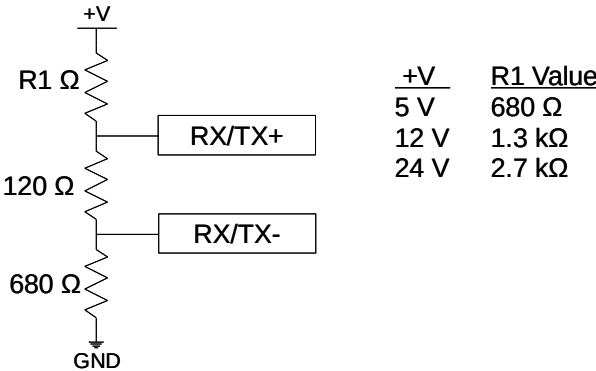 +V
R1 Ω
RX/TX+
120 Ω
RX/TX-
680 Ω
GND
+V R1 Value
5 V 680 Ω
12 V 1.3 kΩ
24 V 2.7 kΩ